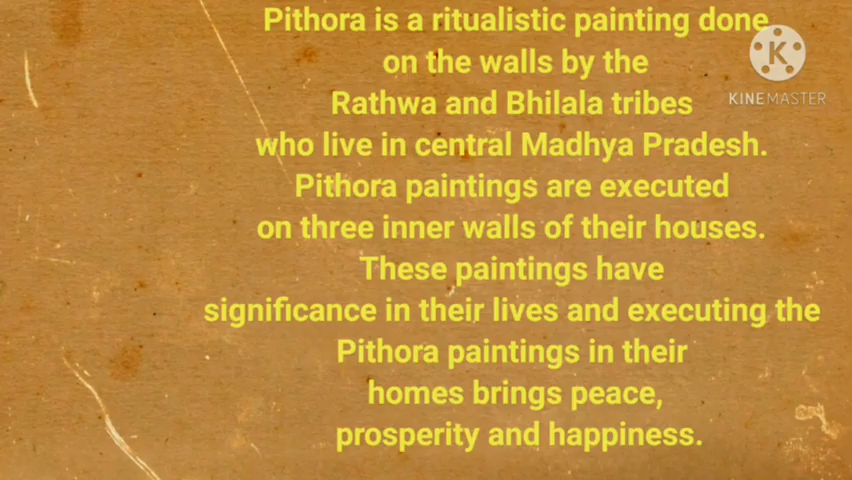 Pithora is a ritualistic painting done
on the walls by the
Rathwa and Bhilala tribes
who live in central Madhya Pradesh.
Pithora paintings are executed
on three inner walls of their houses.
These paintings have
significance in their lives and executing the
Pithora paintings in their
homes brings peace,
prosperity and happiness.
K
KINEMASTER